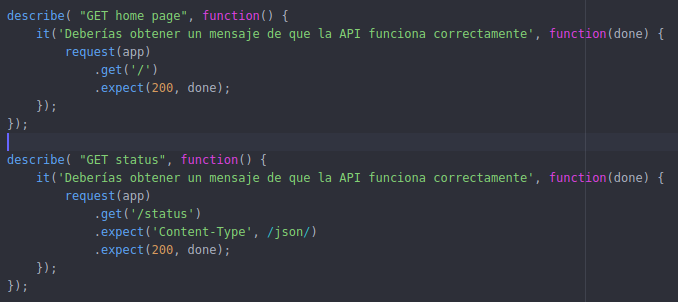 describe( "GET home page", function() {
    it('Deberías obtener un mensaje de que la API funciona correctamente', function(done) {
        request(app)
            .get('/')
            .expect(200, done);
    });
});
describe( "GET status", function() {
    it('Deberías obtener un mensaje de que la API funciona correctamente', function(done) {
        request(app)
            .get('/status')
            .expect('Content-Type', /json/)
            .expect(200, done);
    });
});